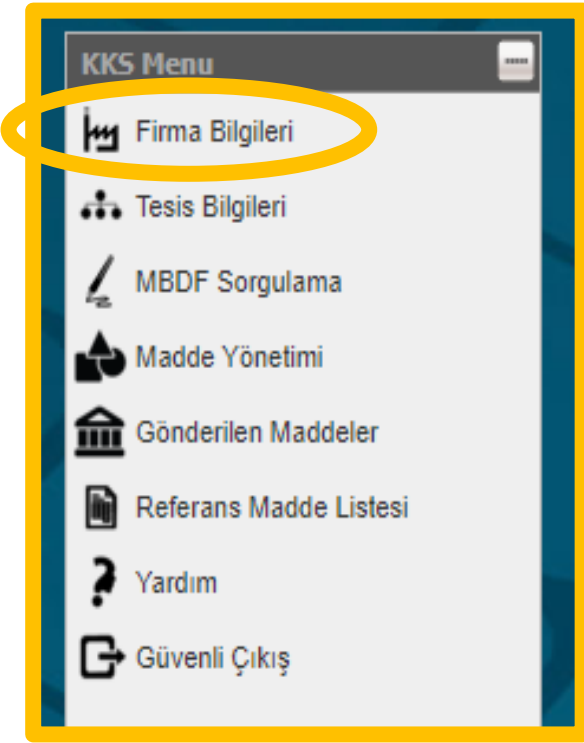 KKS Menu
Firma Bilgileri
Tesis Bilgileri
MBDF Sorgulama
Madde Yönetimi
Gönderilen Maddeler
Referans Madde Listesi
Yardım
Güvenli Çıkış